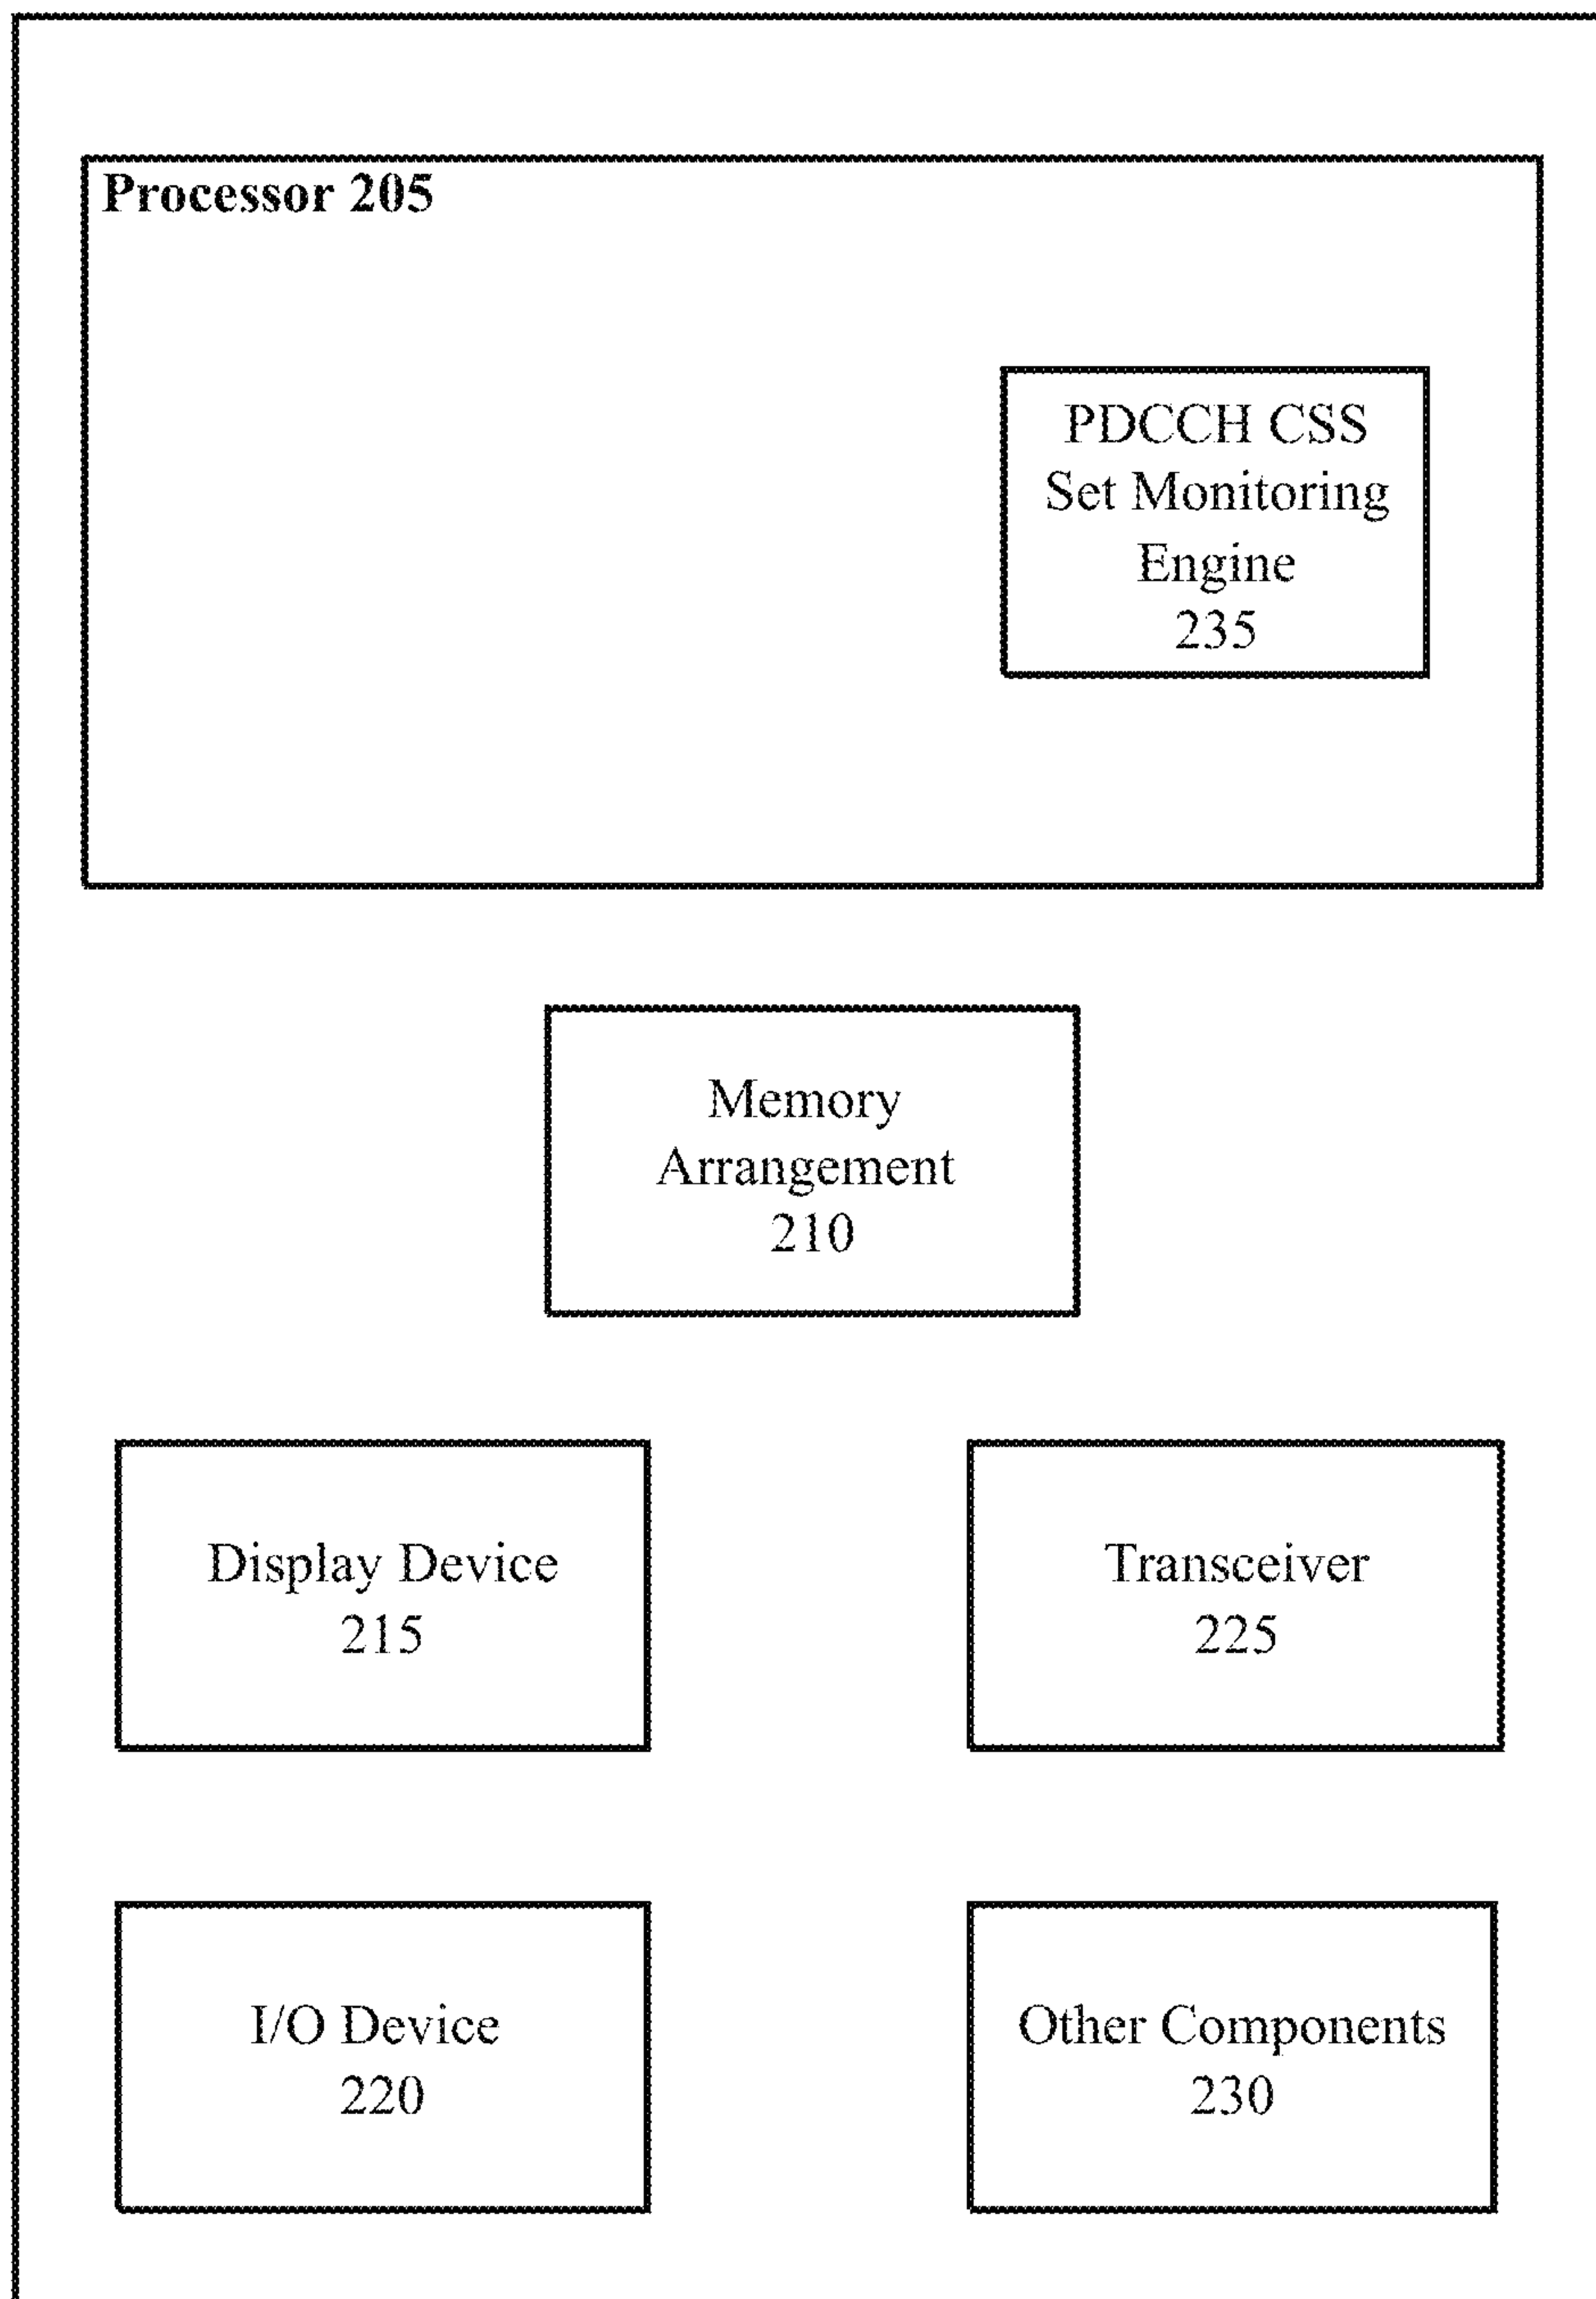 Processor 205
PDCCH CSS
Set Monitoring
Engine
235
Memory
Arrangement
210
Display Device
215
Transceiver
225
I/O Device
220
Other Components
230